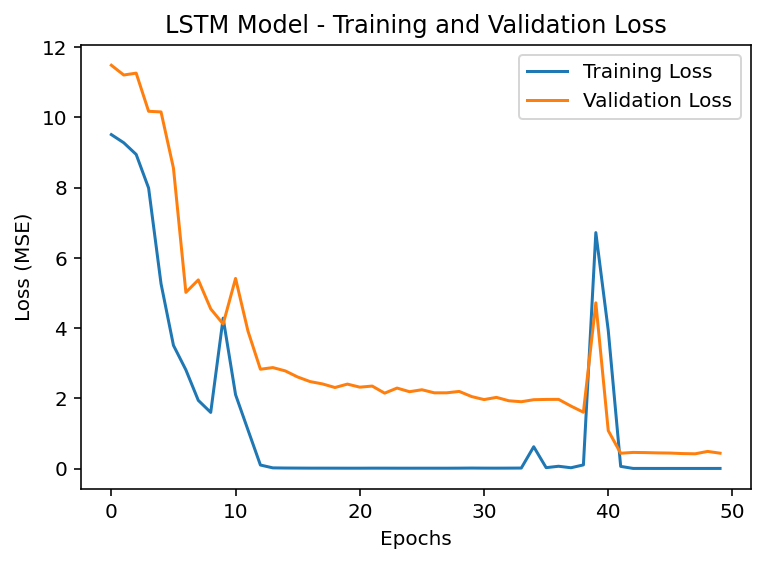 LSTM Model - Training and Validation Loss
Training Loss
Validation Loss
Loss (MSE)
12
10
8
6
4
2
0
0 10 20 30 40 50
Epochs